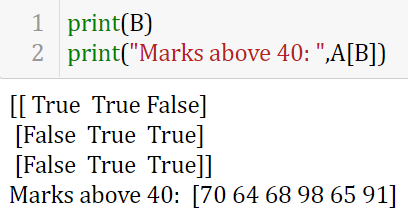 1 print(B)
2 print("Marks above 40: ",A[B])
[[ True  True False]
 [False  True  True]
 [False  True  True]]
Marks above 40:  [70 64 68 98 65 91]